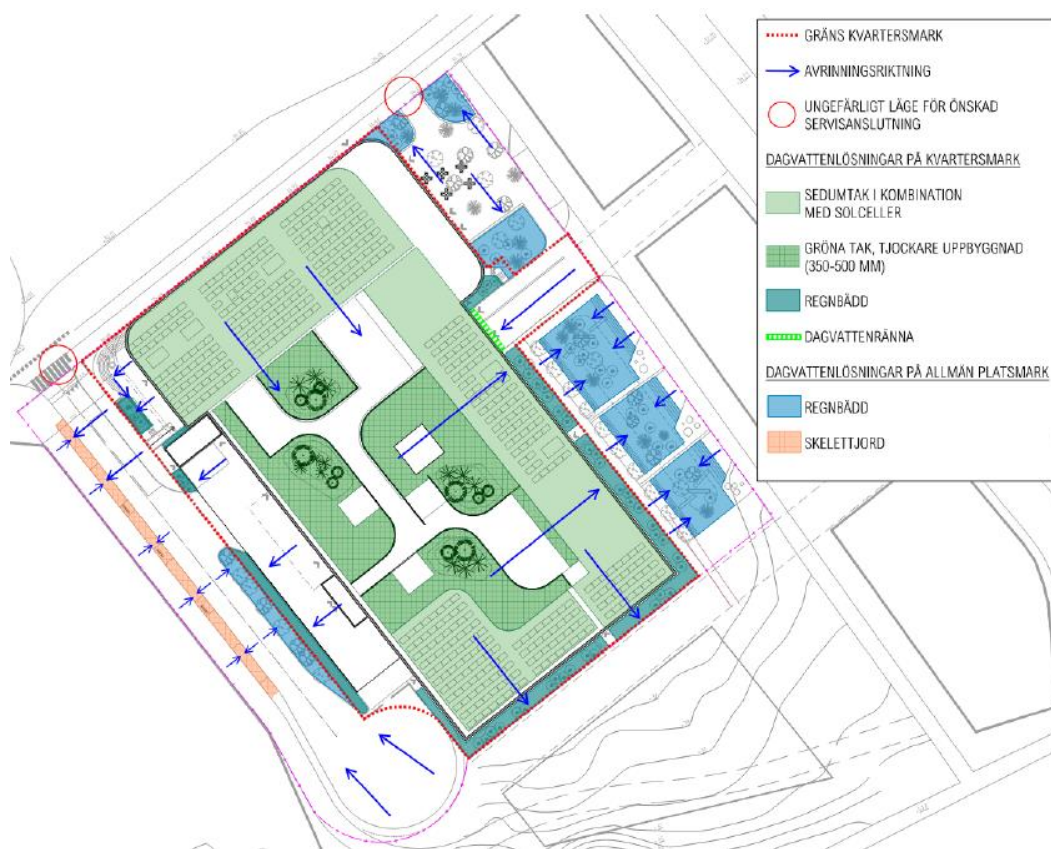 GRÄNS KVARTERSMARK
AVRINNINGSRIKTNING
UNGEFÄRLIGT LÄGE FÖR ÖNSKAD
SERVISANSLUTNING
DAGVATTENLÖSNINGAR PÅ KVARTERSMARK
SEDUMTAK I KOMBINATION
MED SOLCELLER
GRÖNA TAK, TJOCKARE UPPBYGGNAD
(350-500 MM)
REGNBÄDD
DAGVATTENRÄNNA
DAGVATTENLÖSNINGAR PÅ ALLMÄN PLATSMARK
REGNBÄDD
SKELETTJORD